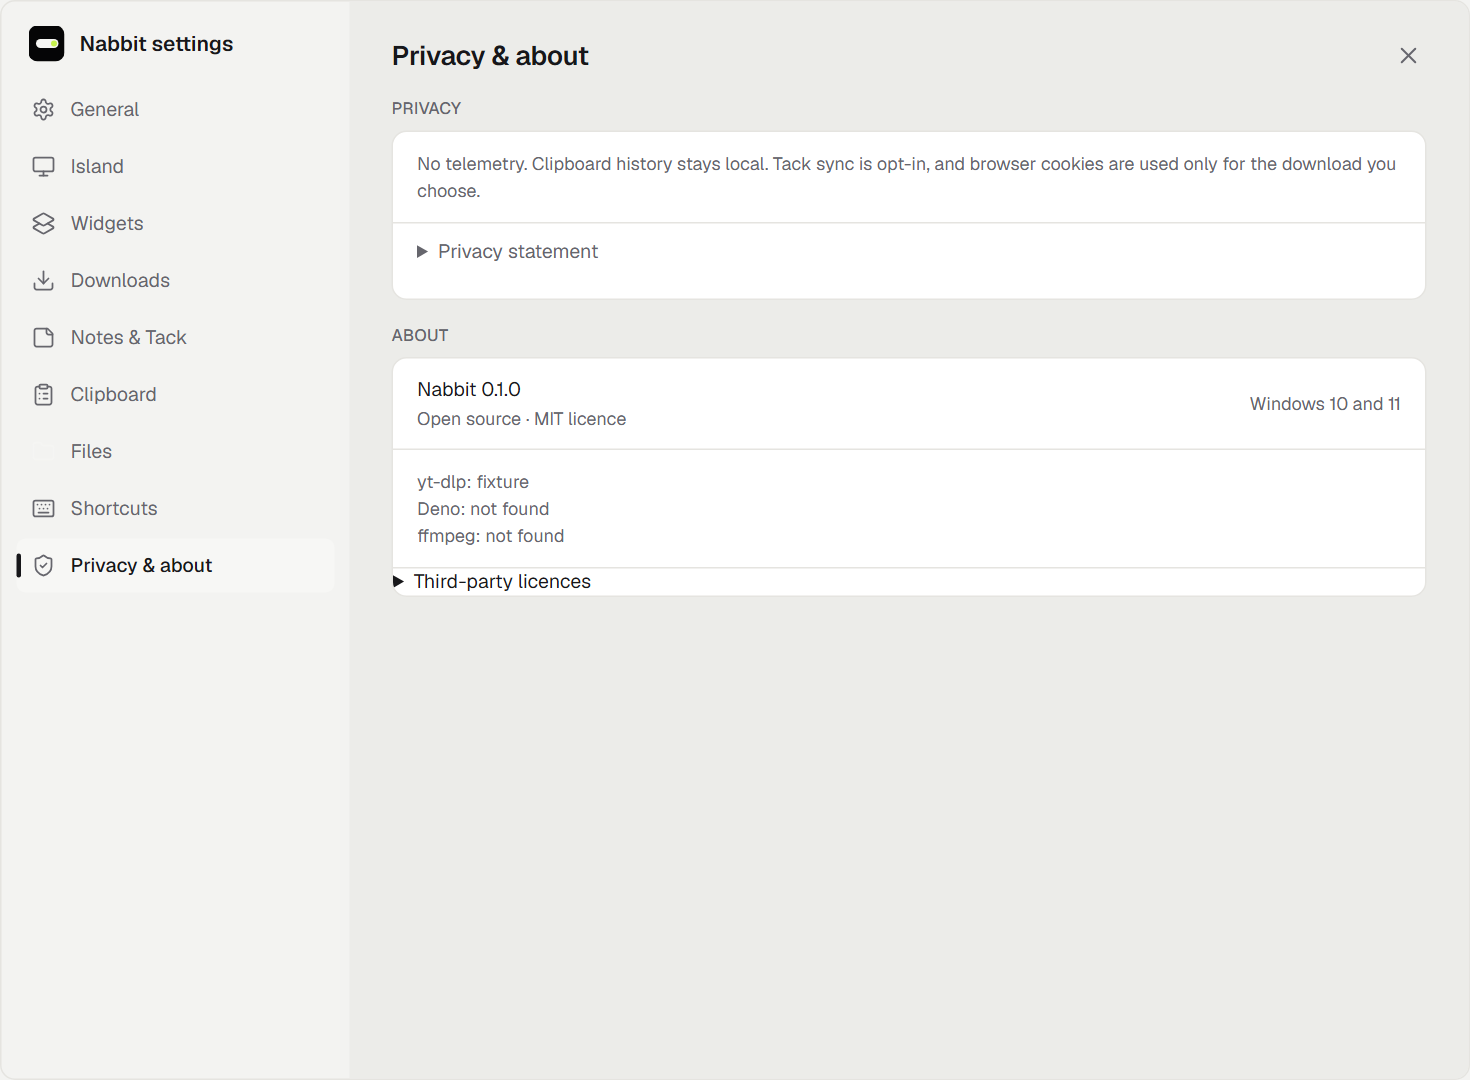 Nabbit settings
General
Island
Widgets
Downloads
Notes & Tack
Clipboard
Files
Shortcuts
Privacy & about
Privacy & about
PRIVACY
No telemetry. Clipboard history stays local. Tack sync is opt-in, and browser cookies are used only for the download you
choose.
Privacy statement
ABOUT
Nabbit 0.1.0
Open source · MIT licence
Windows 10 and 11
yt-dlp: fixture
Deno: not found
ffmpeg: not found
Third-party licences